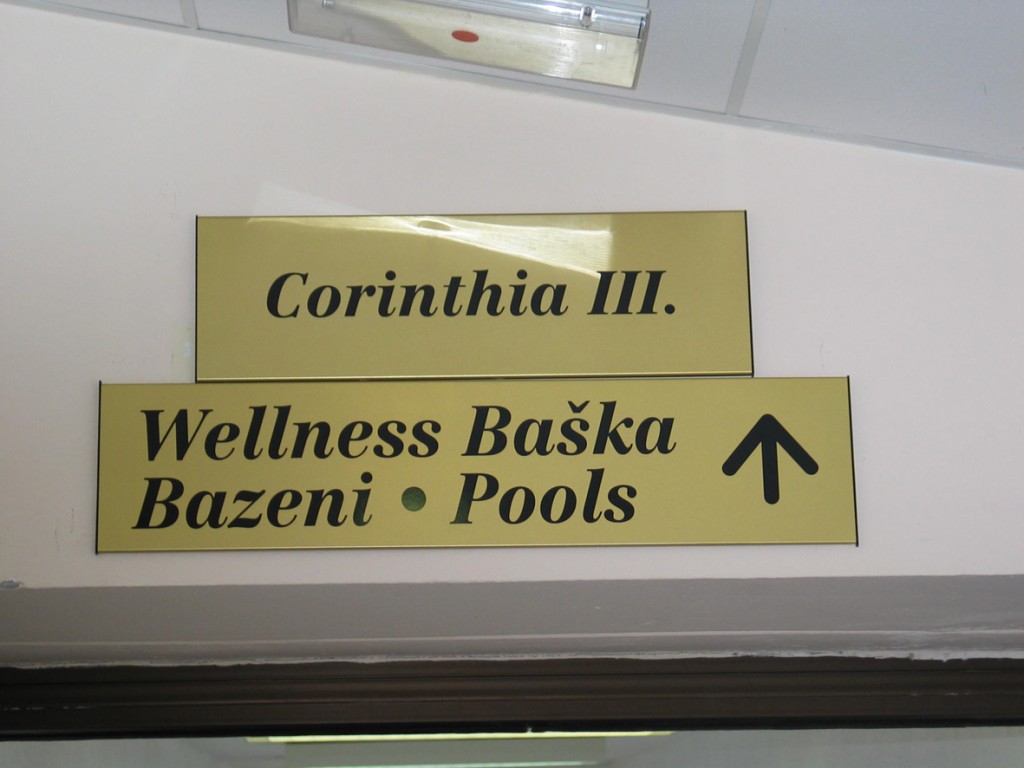 Corinthia III.
Wellness Baška
Bazeni • Pools